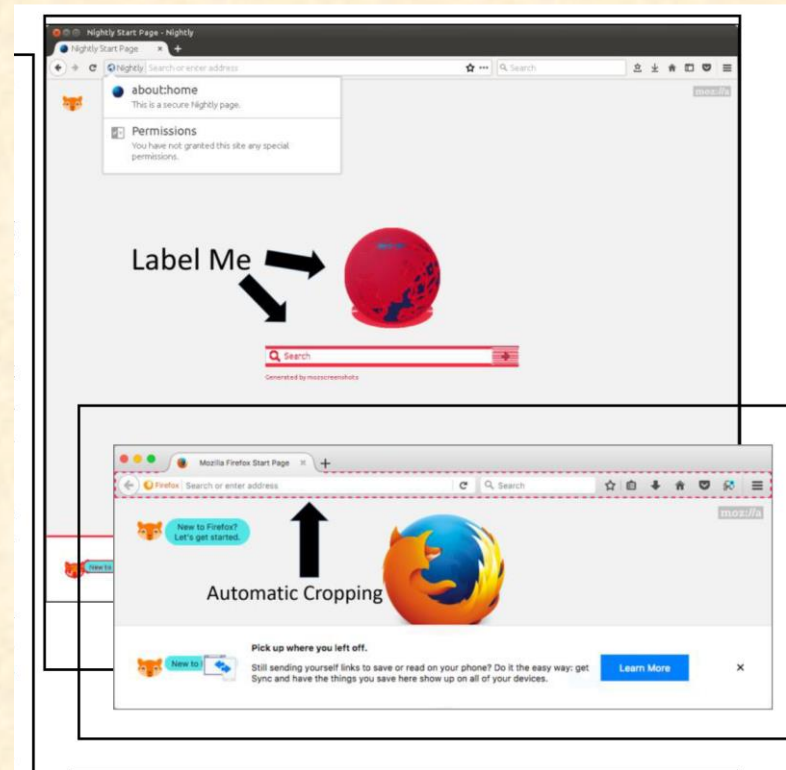 Nightly Start Page - Nightly
Nightly Start Page × +
Nightly Search or enter address
Search
about:home
This is a secure Nightly page.
moz://a
Permissions
You have not granted this site any special
permissions.
Label Me
Search
Generated by mozscreenshots
Mozilla Firefox Start Page × +
Firefox Search or enter address
Search
moz://a
New to Firefox?
Let's get started.
Automatic Cropping
Pick up where you left off.
New to
Still sending yourself links to save or read on your phone? Do it the easy way: get
Sync and have the things you save here show up on all of your devices.
Learn More
New to